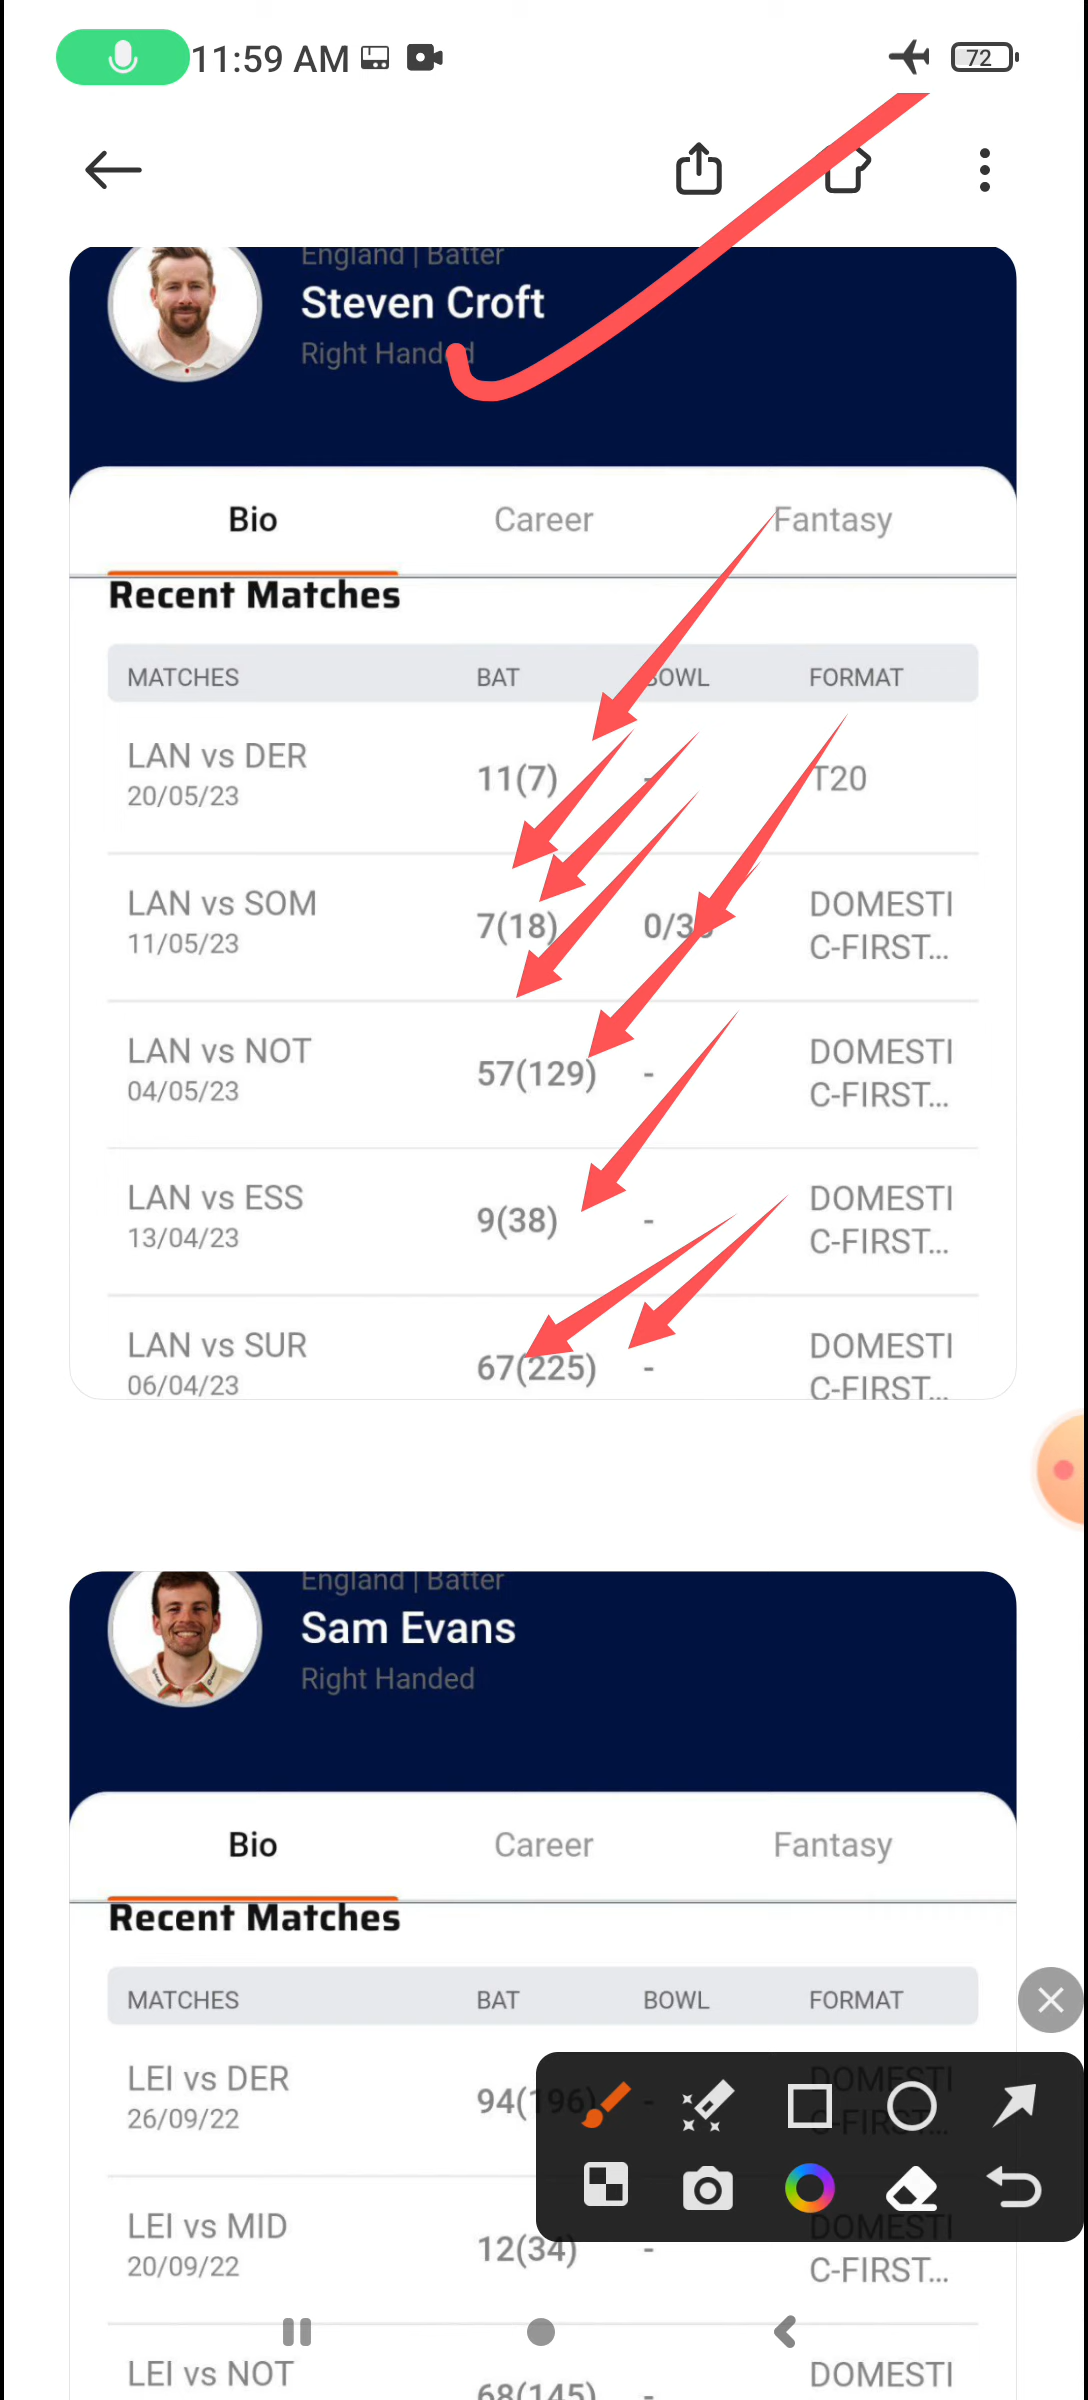 11:59 AM
72
England | Batter
Steven Croft
Right Handed
Bio Career Fantasy
Recent Matches
MATCHES BAT BOWL FORMAT
LAN vs DER
20/05/23
11(7) - T20
LAN vs SOM
11/05/23
7(18)
DOMESTI
C-FIRST...
LAN vs NOT
04/05/23
57(129) -
DOMESTI
C-FIRST...
LAN vs ESS
13/04/23
9(38) -
DOMESTI
C-FIRST...
LAN vs SUR
06/04/23
67(225) -
DOMESTI
C-FIRST...
England | Batter
Sam Evans
Right Handed
Bio Career Fantasy
Recent Matches
MATCHES BAT BOWL FORMAT
LEI vs DER
26/09/22
94(196) -
DOMESTI
C-FIRST...
LEI vs MID
20/09/22
12(34) -
DOMESTI
C-FIRST...
LEI vs NOT
68(145) -
DOMESTI